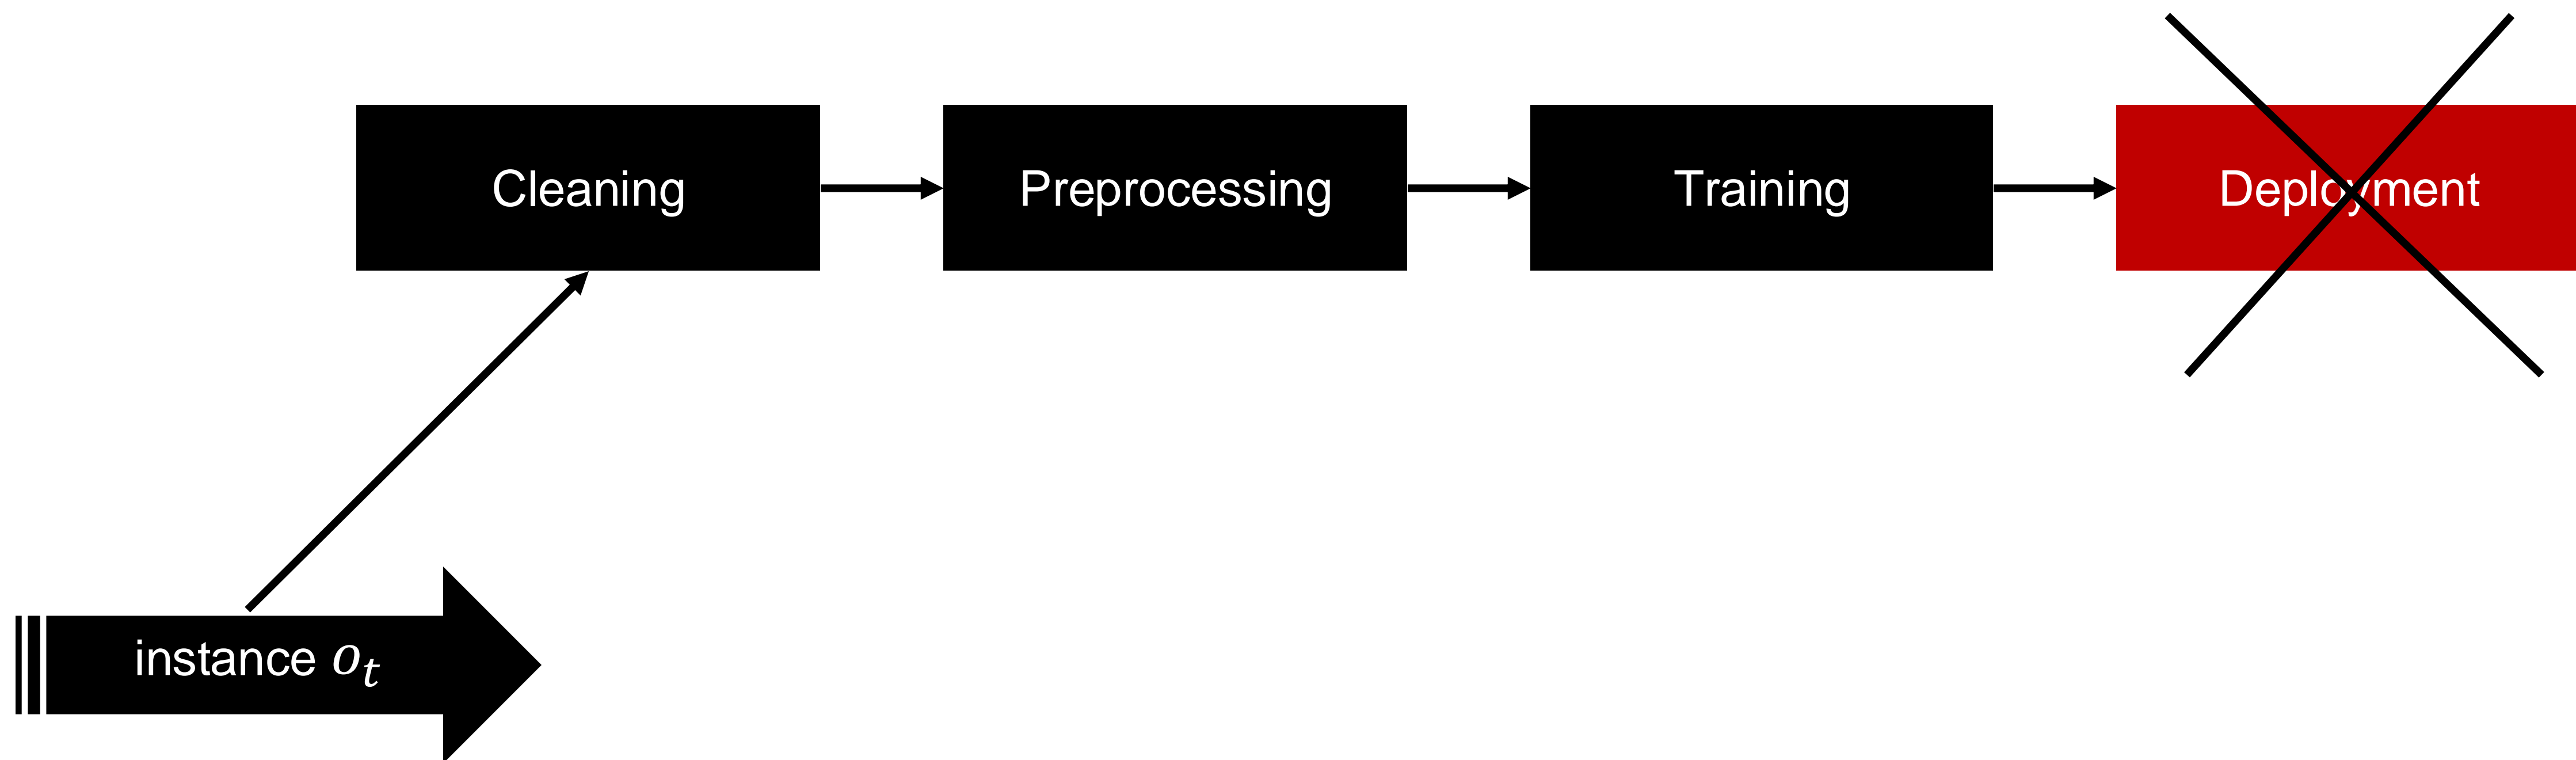 Cleaning
Preprocessing
Training
Deployment
instance o_t